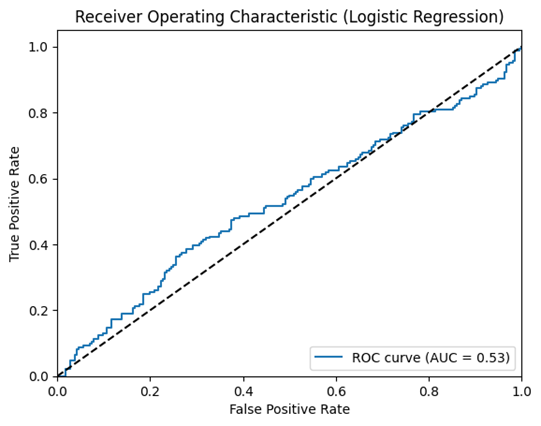 Receiver Operating Characteristic (Logistic Regression)
1.0
0.8
0.6
0.4
0.2
0.0
True Positive Rate
ROC curve (AUC = 0.53)
0.0 0.2 0.4 0.6 0.8 1.0
False Positive Rate